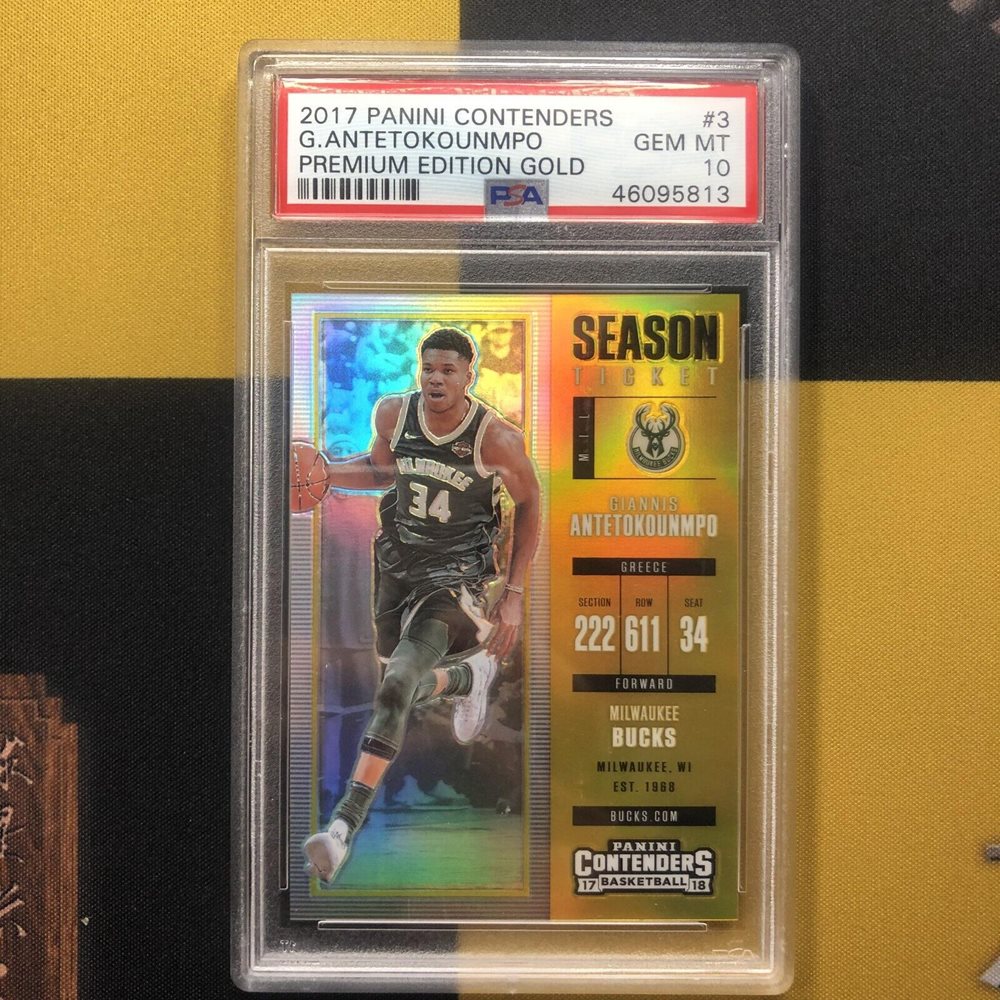 2017 PANINI CONTENDERS #3
G.ANTETOKOUNMPO GEM MT
PREMIUM EDITION GOLD 10
PSA 46095813
SEASON
TICKET
MIL
MILWAUKEE BUCKS
GIANNIS
ANTETOKOUNMPO
GREECE
SECTION ROW SEAT
222 611 34
FORWARD
MILWAUKEE
BUCKS
MILWAUKEE, WI
EST. 1968
BUCKS.COM
PANINI
CONTENDERS
17 BASKETBALL 18
MILWAUKEE
34